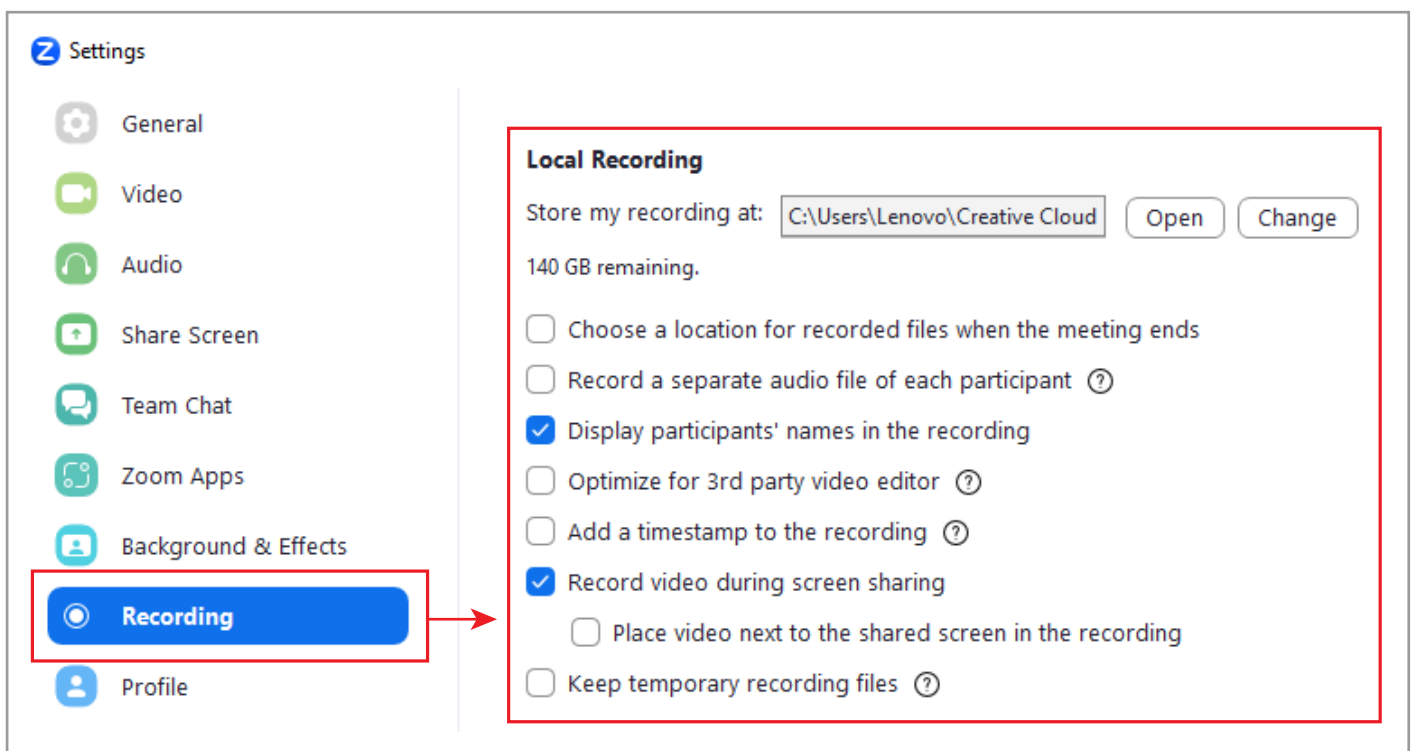 Settings
General
Video
Audio
Share Screen
Team Chat
Zoom Apps
Background & Effects
Recording
Profile
Local Recording
Store my recording at: C:\Users\Lenovo\Creative Cloud Open Change
140 GB remaining.
Choose a location for recorded files when the meeting ends
Record a separate audio file of each participant ?
Display participants' names in the recording
Optimize for 3rd party video editor ?
Add a timestamp to the recording ?
Record video during screen sharing
Place video next to the shared screen in the recording
Keep temporary recording files ?